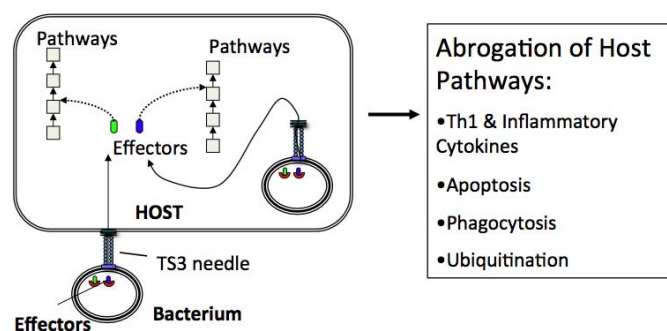 Pathways
Pathways
Effectors
HOST
TS3 needle
Effectors
Bacterium
Abrogation of Host
Pathways:
•Th1 & Inflammatory
Cytokines
•Apoptosis
•Phagocytosis
•Ubiquitination